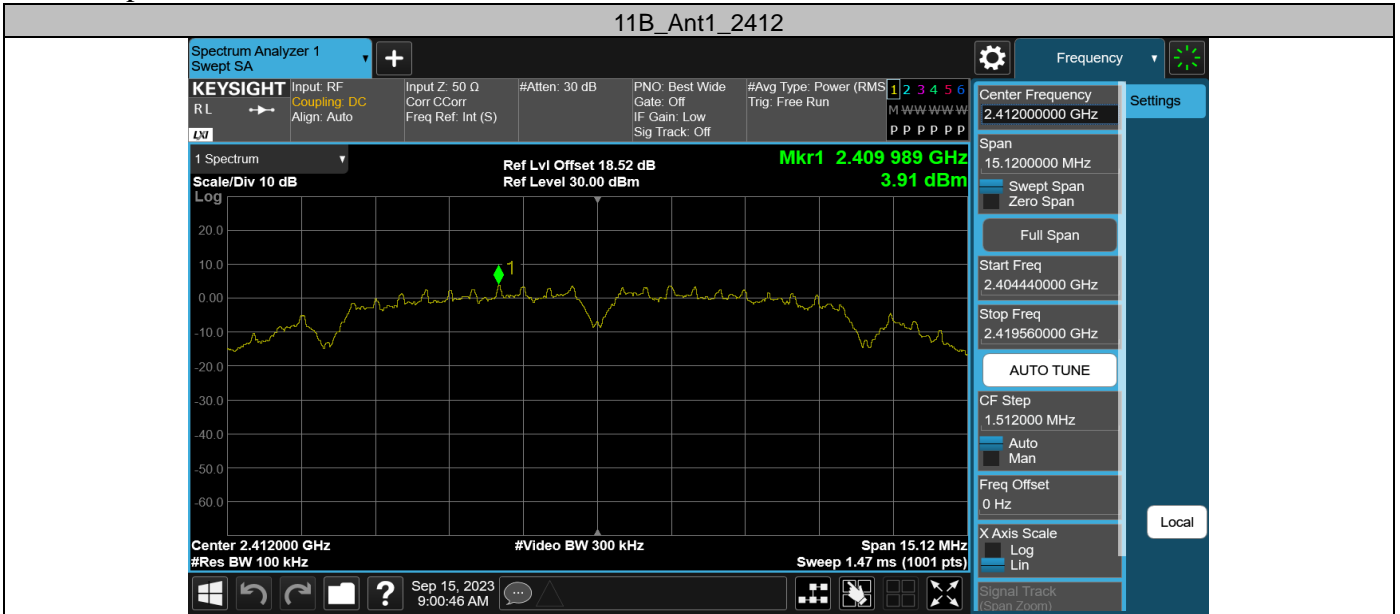 11B_Ant1_2412
Spectrum Analyzer 1
Swept SA
Frequency
KEYSIGHT
RL
LXI
Input: RF
Coupling: DC
Align: Auto
Input Z: 50 Ω
Corr CCorr
Freq Ref: Int (S)
#Atten: 30 dB
PNO: Best Wide
Gate: Off
IF Gain: Low
Sig Track: Off
#Avg Type: Power (RMS
Trig: Free Run
1 2 3 4 5 6
M W W W W W
P P P P P P
1 Spectrum
Scale/Div 10 dB
Log
Ref Lvl Offset 18.52 dB
Ref Level 30.00 dBm
Mkr1 2.409 989 GHz
3.91 dBm
1
20.0
10.0
0.00
-10.0
-20.0
-30.0
-40.0
-50.0
-60.0
Center 2.412000 GHz
#Res BW 100 kHz
#Video BW 300 kHz
Span 15.12 MHz
Sweep 1.47 ms (1001 pts)
Center Frequency
2.412000000 GHz
Settings
Span
15.1200000 MHz
Swept Span
Zero Span
Full Span
Start Freq
2.404440000 GHz
Stop Freq
2.419560000 GHz
AUTO TUNE
CF Step
1.512000 MHz
Auto
Man
Freq Offset
0 Hz
X Axis Scale
Log
Lin
Local
Signal Track
(Span Zoom)
?
Sep 15, 2023
9:00:46 AM